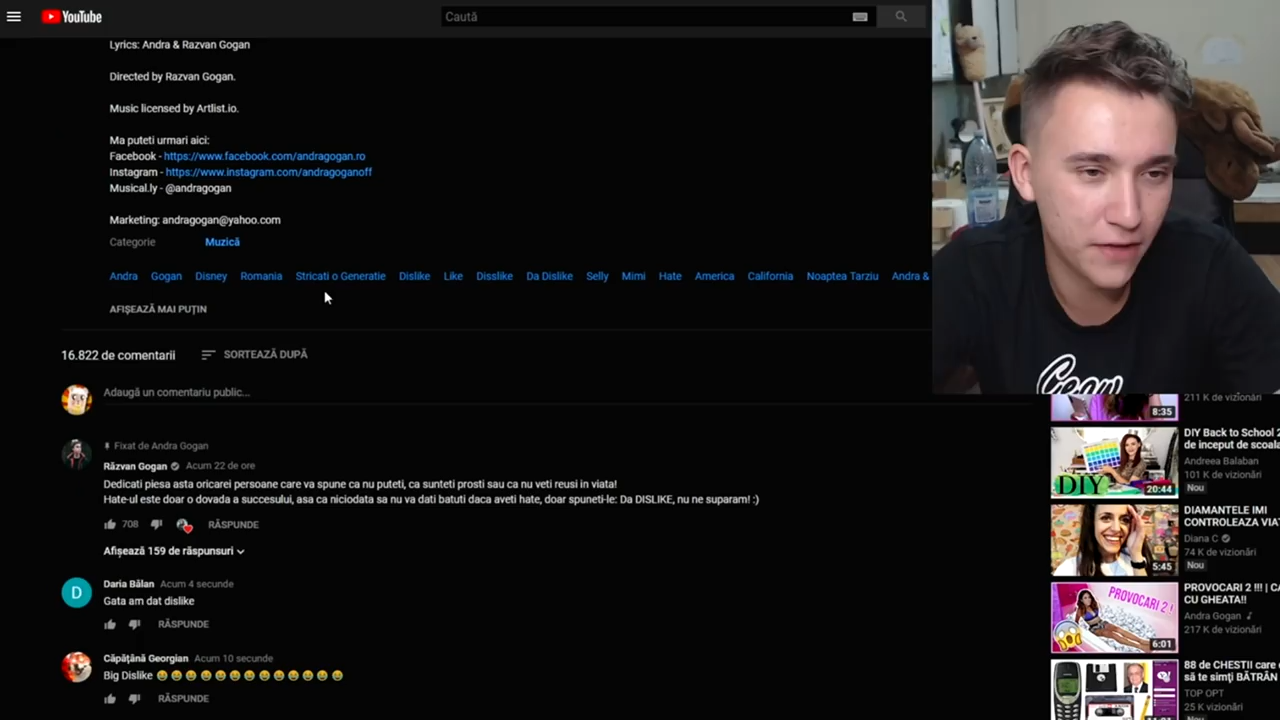 YouTube
Caută
Lyrics: Andra & Razvan Gogan
Directed by Razvan Gogan.
Music licensed by Artlist.io.
Ma puteti urmari aici:
Facebook - https://www.facebook.com/andragogan.ro
Instagram - https://www.instagram.com/andragoganoff
Musical.ly - @andragogan
Marketing: andragogan@yahoo.com
Categorie Muzică
Andra Gogan Disney Romania Stricati o Generatie Dislike Like Disslike Da Dislike Selly Mimi Hate America California Noaptea Tarziu Andra &
AFIȘEAZĂ MAI PUȚIN
16.822 de comentarii SORTEAZĂ DUPĂ
Adaugă un comentariu public...
Fixat de Andra Gogan
Răzvan Gogan Acum 22 de ore
Dedicati piesa asta oricarei persoane care va spune ca nu puteti, ca sunteti prosti sau ca nu veti reusi in viata!
Hate-ul este doar o dovada a succesului, asa ca niciodata sa nu va dati batuti daca aveti hate, doar spuneti-le: Da DISLIKE, nu ne suparam! :)
708 RĂSPUNDE
Afișează 159 de răspunsuri
D
Daria Bălan Acum 4 secunde
Gata am dat dislike
RĂSPUNDE
Căpățână Georgian Acum 10 secunde
Big Dislike 😂😂😂😂😂😂😂😂😂😂😂😂😂
RĂSPUNDE
211 K de vizionări
8:35
DIY Back to School 2
de inceput de scoala
Andreea Balaban
101 K de vizionări
Nou
DIY
20:44
DIAMANTELE IMI
CONTROLEAZA VIA
Diana C
74 K de vizionări
Nou
5:45
PROVOCARI 2 !!! | CA
CU GHEATA!!
Andra Gogan
217 K de vizionări
PROVOCARI 2 !
6:01
88 de CHESTII care
să te simți BĂTRÂN
TOP OPT
25 K de vizionări